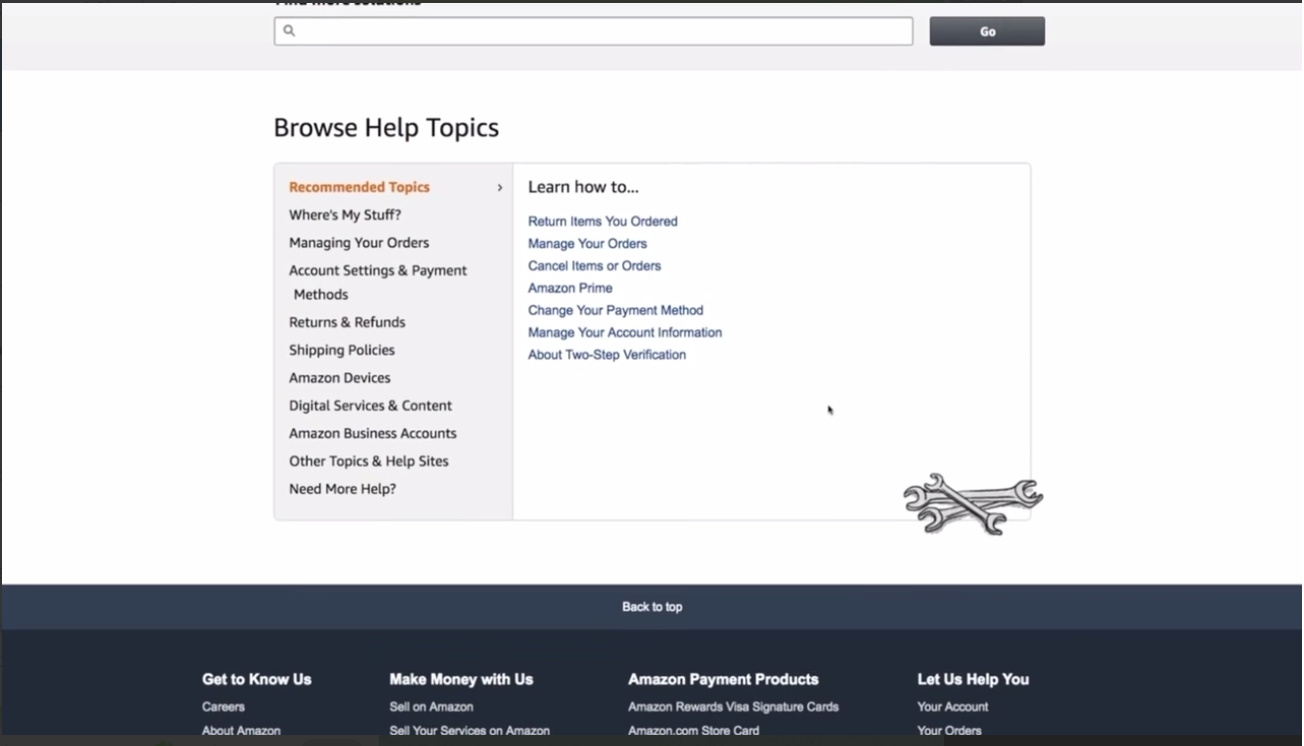 Find more solutions
Go
Browse Help Topics
Recommended Topics
Where's My Stuff?
Managing Your Orders
Account Settings & Payment
Methods
Returns & Refunds
Shipping Policies
Amazon Devices
Digital Services & Content
Amazon Business Accounts
Other Topics & Help Sites
Need More Help?
Learn how to...
Return Items You Ordered
Manage Your Orders
Cancel Items or Orders
Amazon Prime
Change Your Payment Method
Manage Your Account Information
About Two-Step Verification
Back to top
Get to Know Us
Careers
About Amazon
Make Money with Us
Sell on Amazon
Sell Your Services on Amazon
Amazon Payment Products
Amazon Rewards Visa Signature Cards
Amazon.com Store Card
Let Us Help You
Your Account
Your Orders